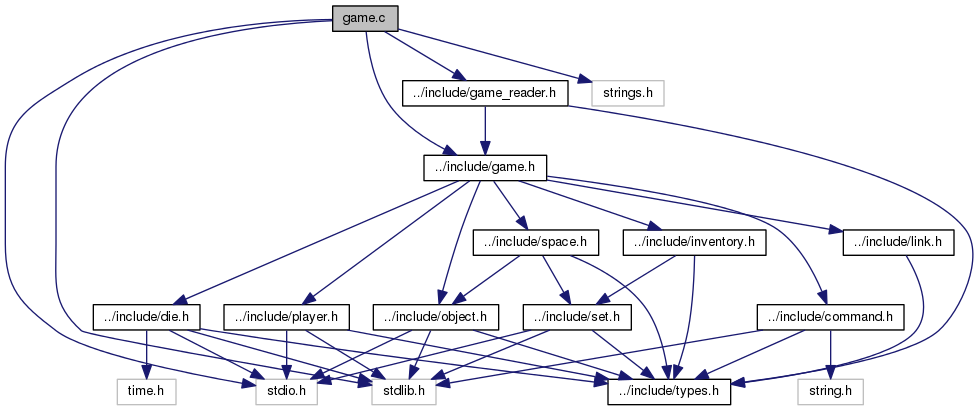 game.c
../include/game_reader.h
strings.h
../include/game.h
../include/space.h
../include/inventory.h
../include/link.h
../include/die.h
../include/player.h
../include/object.h
../include/set.h
../include/command.h
time.h
stdio.h
stdlib.h
../include/types.h
string.h